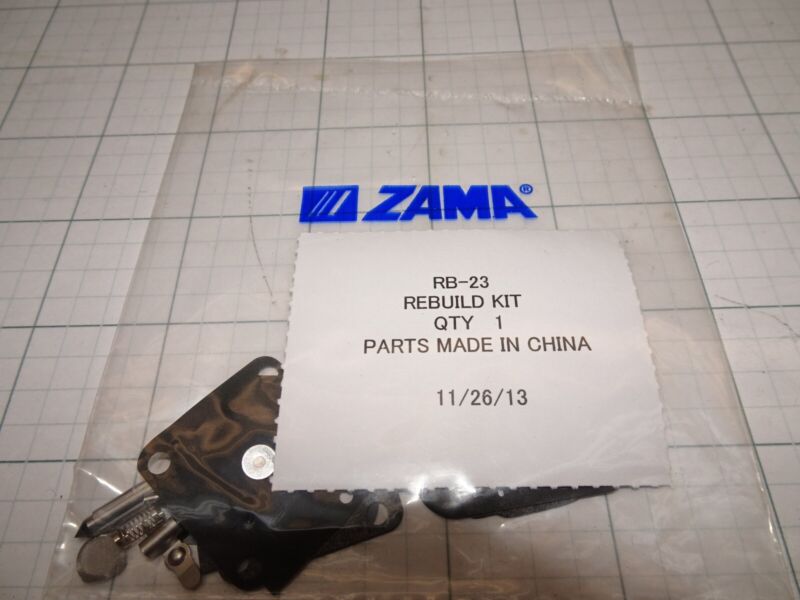 ZAMA®
RB-23
REBUILD KIT
QTY 1
PARTS MADE IN CHINA
11/26/13